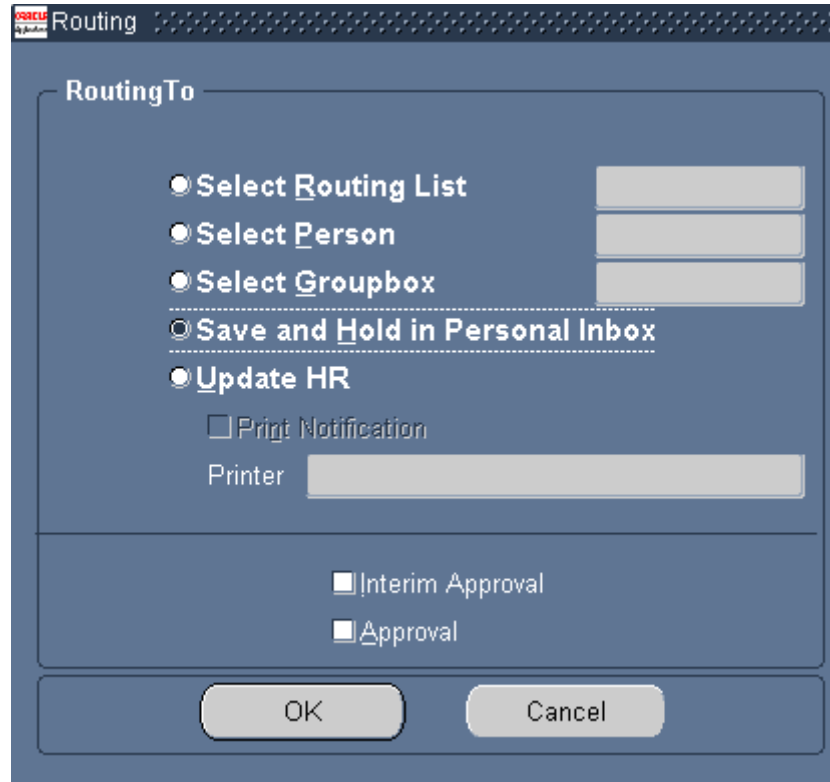 ORACLE
Routing
RoutingTo
Select Routing List
Select Person
Select Groupbox
Save and Hold in Personal Inbox
Update HR
Print Notification
Printer
Interim Approval
Approval
OK Cancel